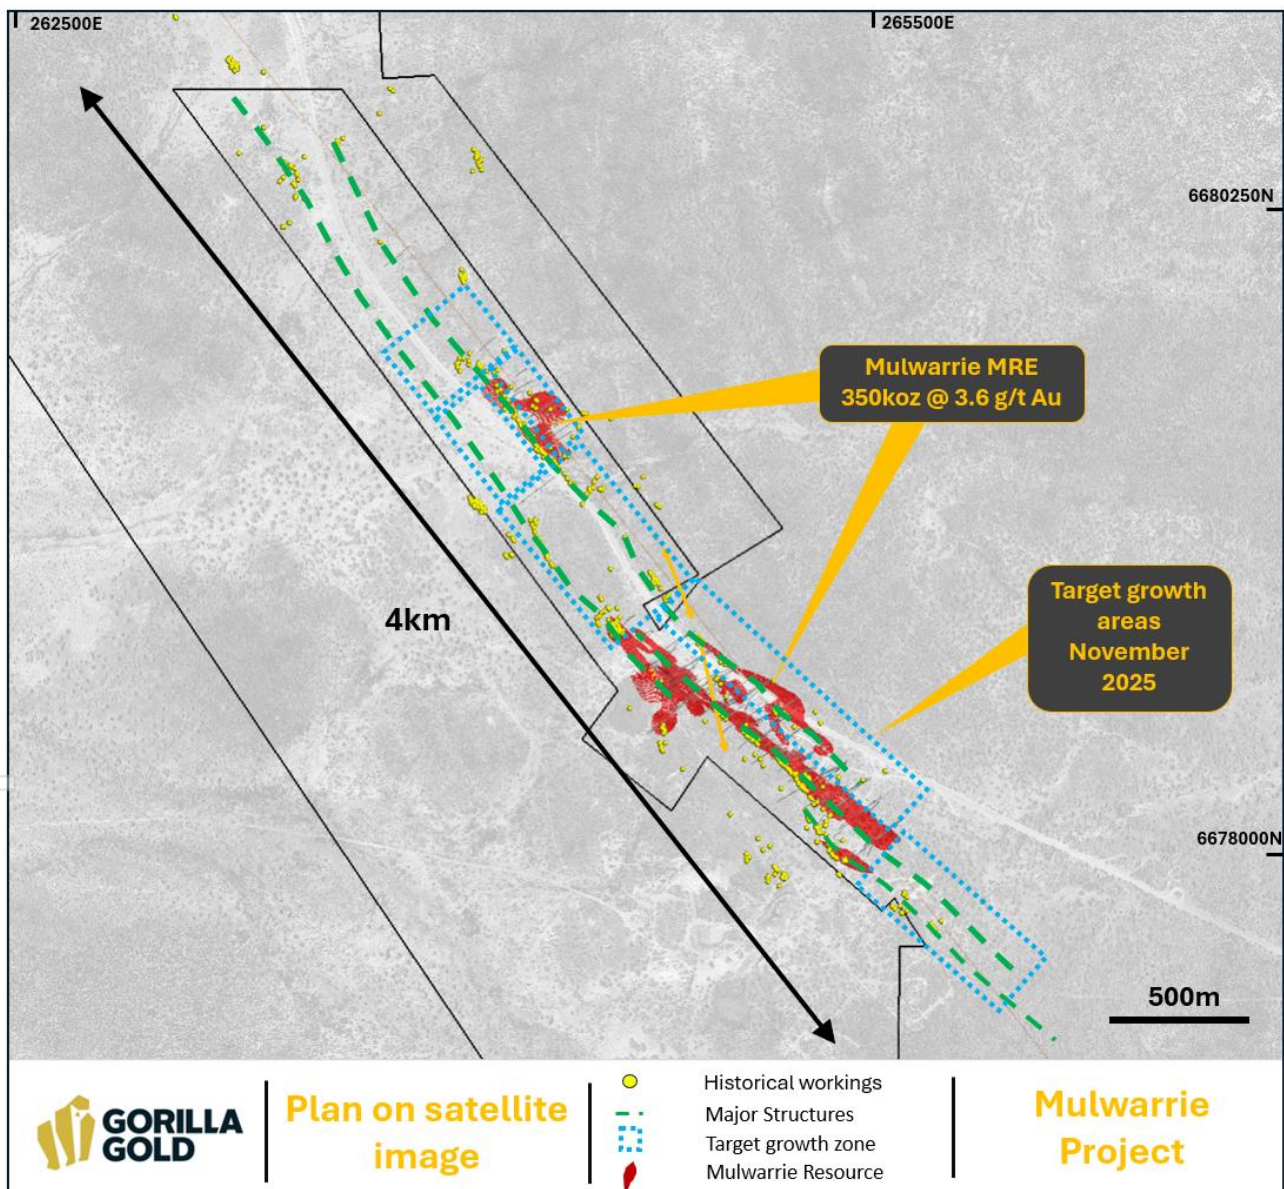 262500E
265500E
6680250N
Mulwarrie MRE
350koz @ 3.6 g/t Au
Target growth
areas
November
2025
4km
6678000N
500m
GORILLA
GOLD
Plan on satellite
image
Historical workings
Major Structures
Target growth zone
Mulwarrie Resource
Mulwarrie
Project